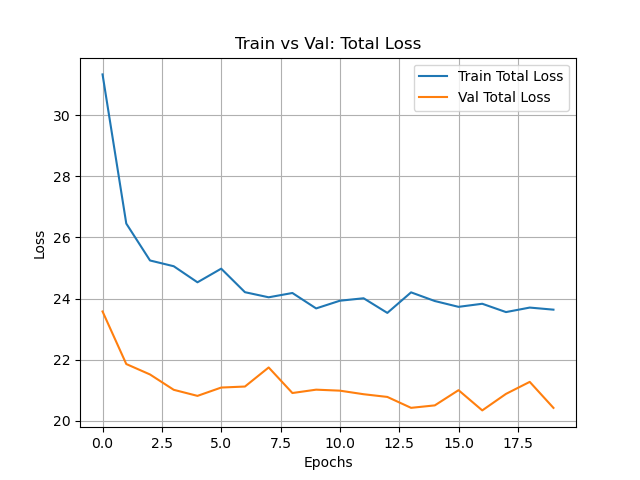 Train vs Val: Total Loss
Train Total Loss
Val Total Loss
30
28
26
24
22
20
Loss
0.0 2.5 5.0 7.5 10.0 12.5 15.0 17.5
Epochs